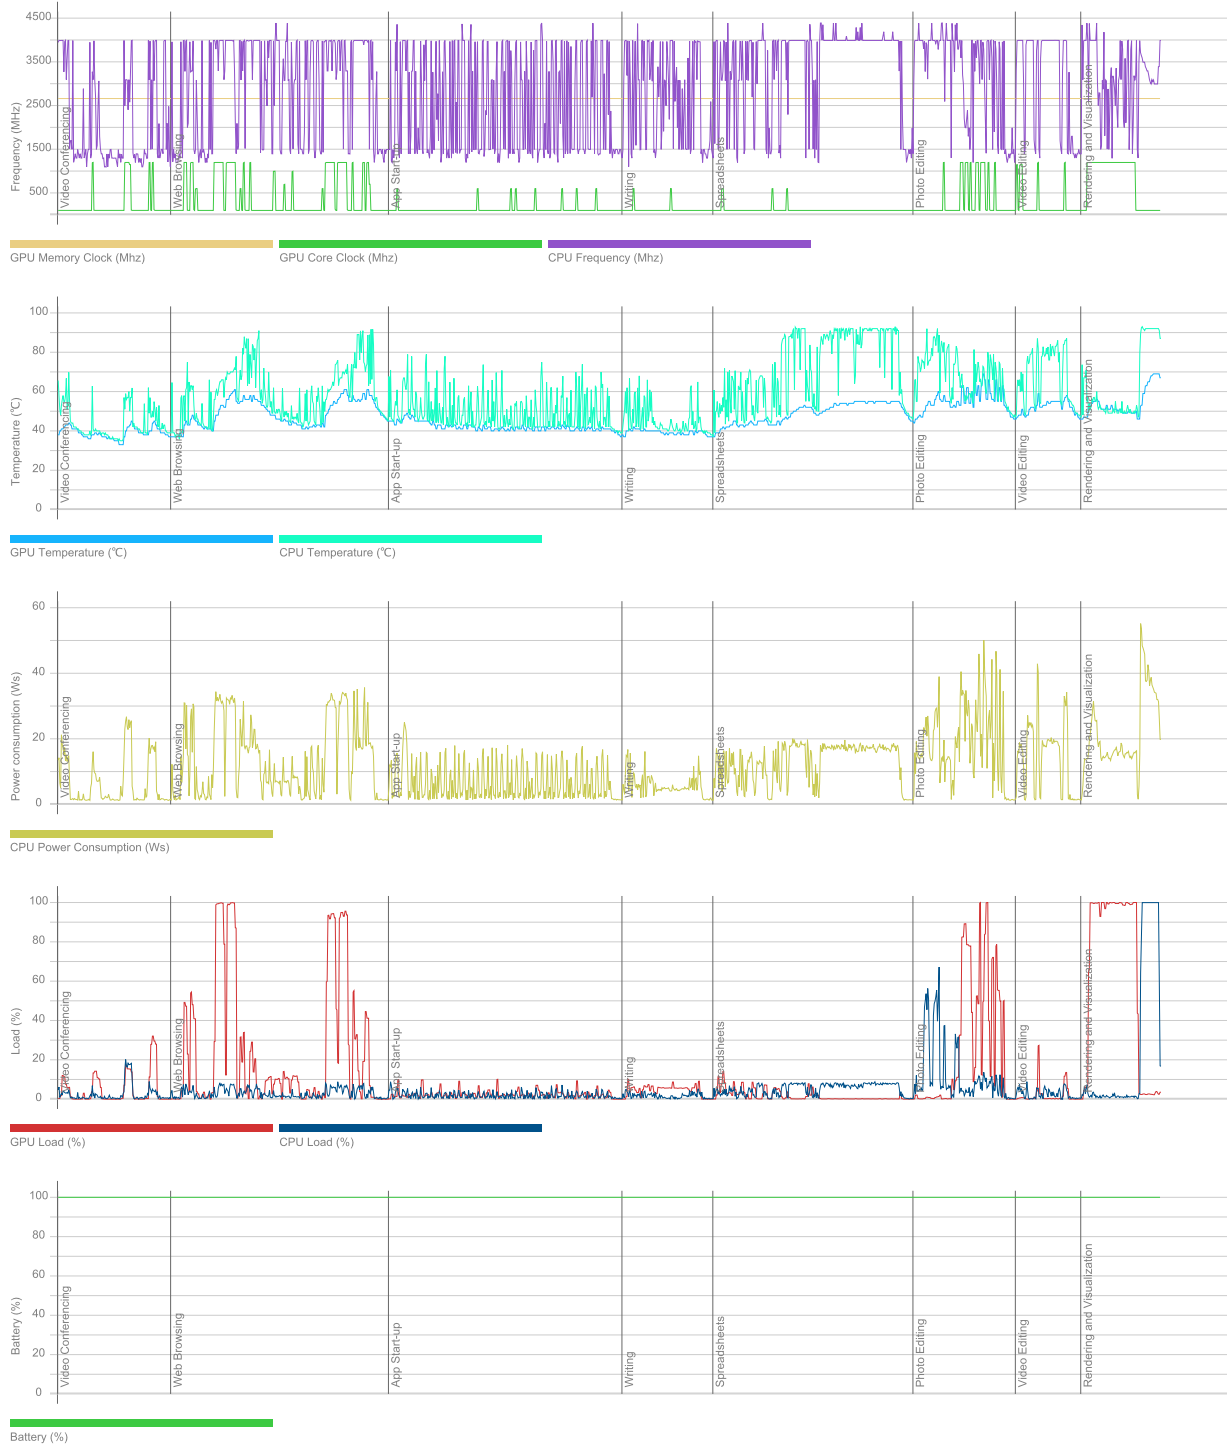 4500
3500
2500
1500
500
Frequency (MHz)
Video Conferencing
Web Browsing
App Start-up
Writing
Spreadsheets
Photo Editing
Video Editing
Rendering and Visualization
GPU Memory Clock (Mhz)
GPU Core Clock (Mhz)
CPU Frequency (Mhz)
100
80
60
40
20
0
Temperature (℃)
Video Conferencing
Web Browsing
App Start-up
Writing
Spreadsheets
Photo Editing
Video Editing
Rendering and Visualization
GPU Temperature (℃)
CPU Temperature (℃)
60
40
20
0
Power consumption (Ws)
Video Conferencing
Web Browsing
App Start-up
Writing
Spreadsheets
Photo Editing
Video Editing
Rendering and Visualization
CPU Power Consumption (Ws)
100
80
60
40
20
0
Load (%)
Video Conferencing
Web Browsing
App Start-up
Writing
Spreadsheets
Photo Editing
Video Editing
Rendering and Visualization
GPU Load (%)
CPU Load (%)
100
80
60
40
20
0
Battery (%)
Video Conferencing
Web Browsing
App Start-up
Writing
Spreadsheets
Photo Editing
Video Editing
Rendering and Visualization
Battery (%)